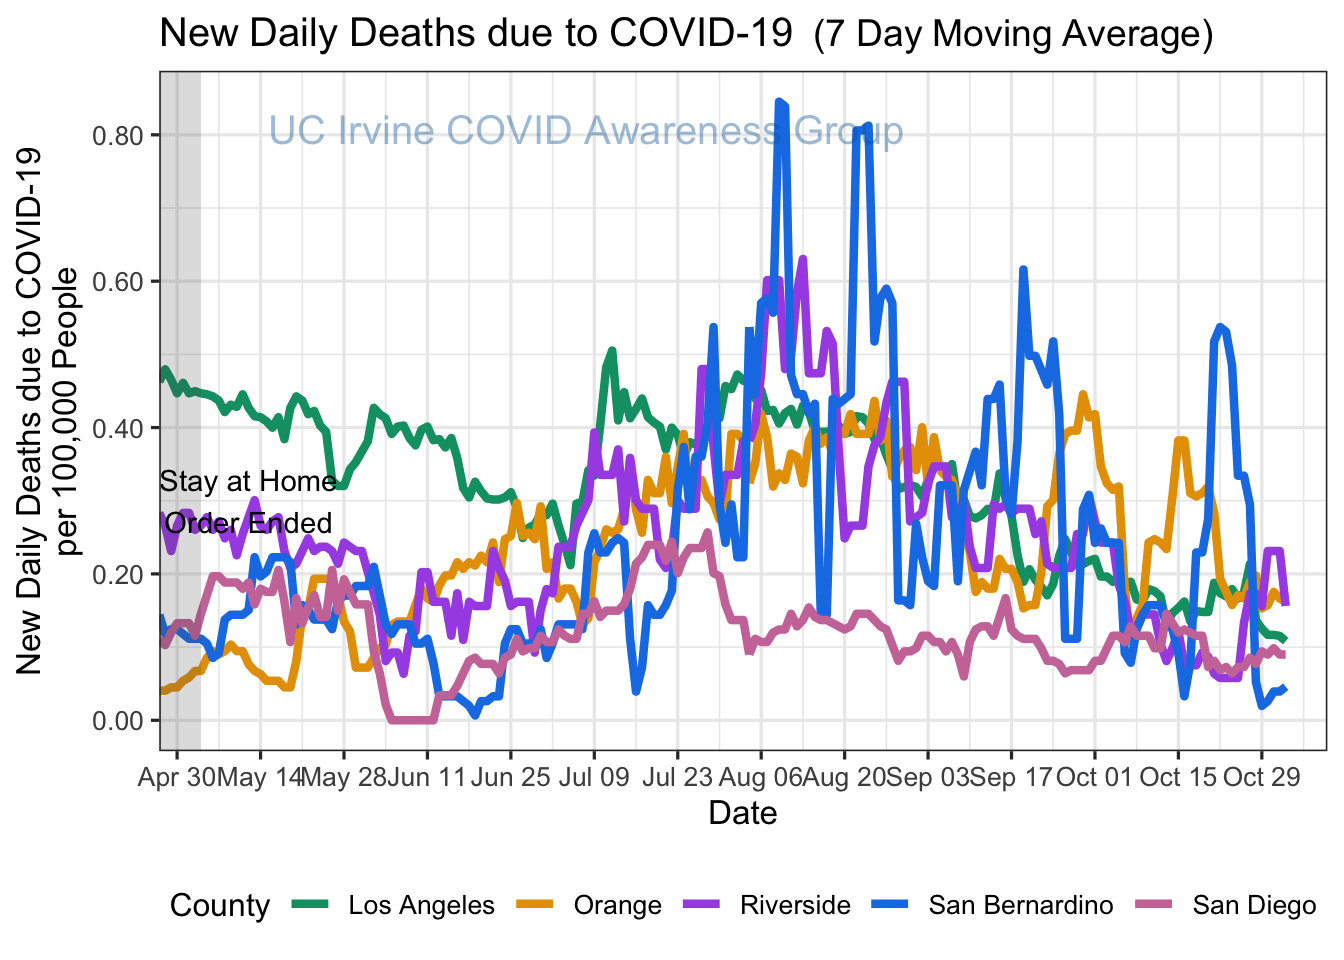 New Daily Deaths due to COVID-19 (7 Day Moving Average)
UC Irvine COVID Awareness Group
New Daily Deaths due to COVID-19
per 100,000 People
0.80
0.60
0.40
0.20
0.00
Stay at Home
Order Ended
Apr 30 May 14 May 28 Jun 11 Jun 25 Jul 09 Jul 23 Aug 06 Aug 20 Sep 03 Sep 17 Oct 01 Oct 15 Oct 29
Date
County Los Angeles Orange Riverside San Bernardino San Diego